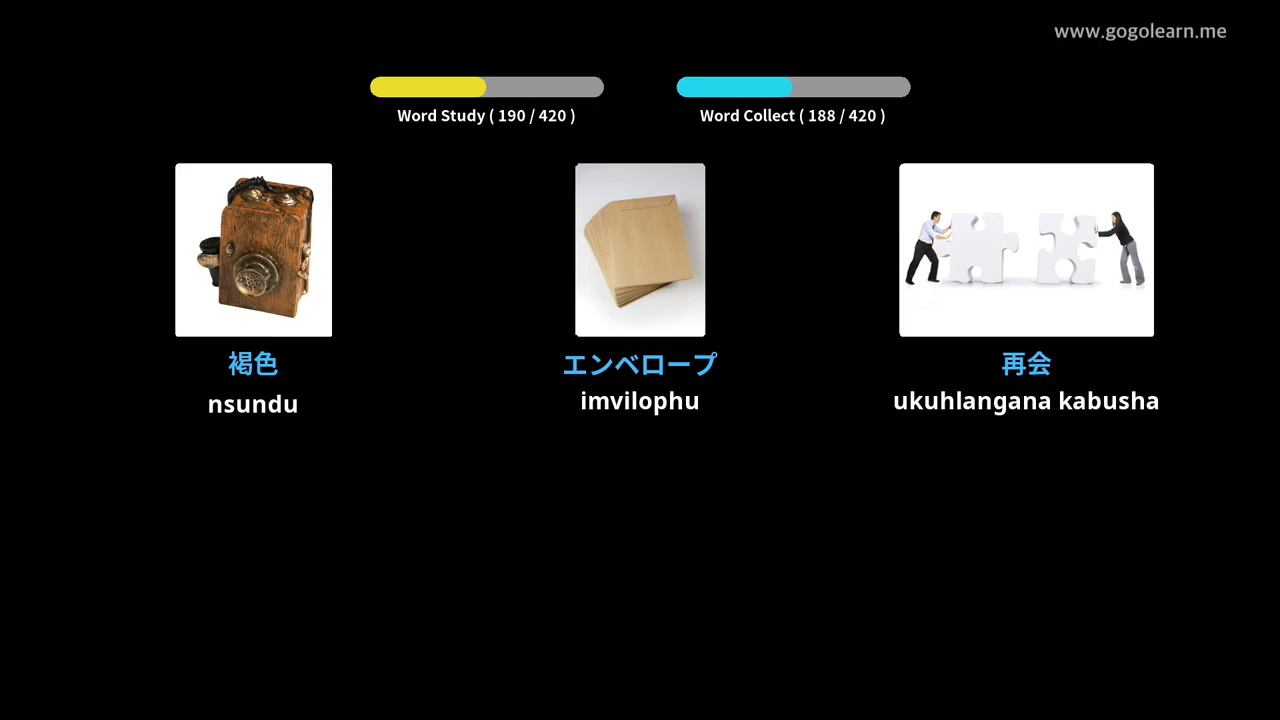 www.gogolearn.me
Word Study ( 190 / 420 )
Word Collect ( 188 / 420 )
褐色
エンベロープ
再会
nsundu
imvilophu
ukuhlangana kabusha